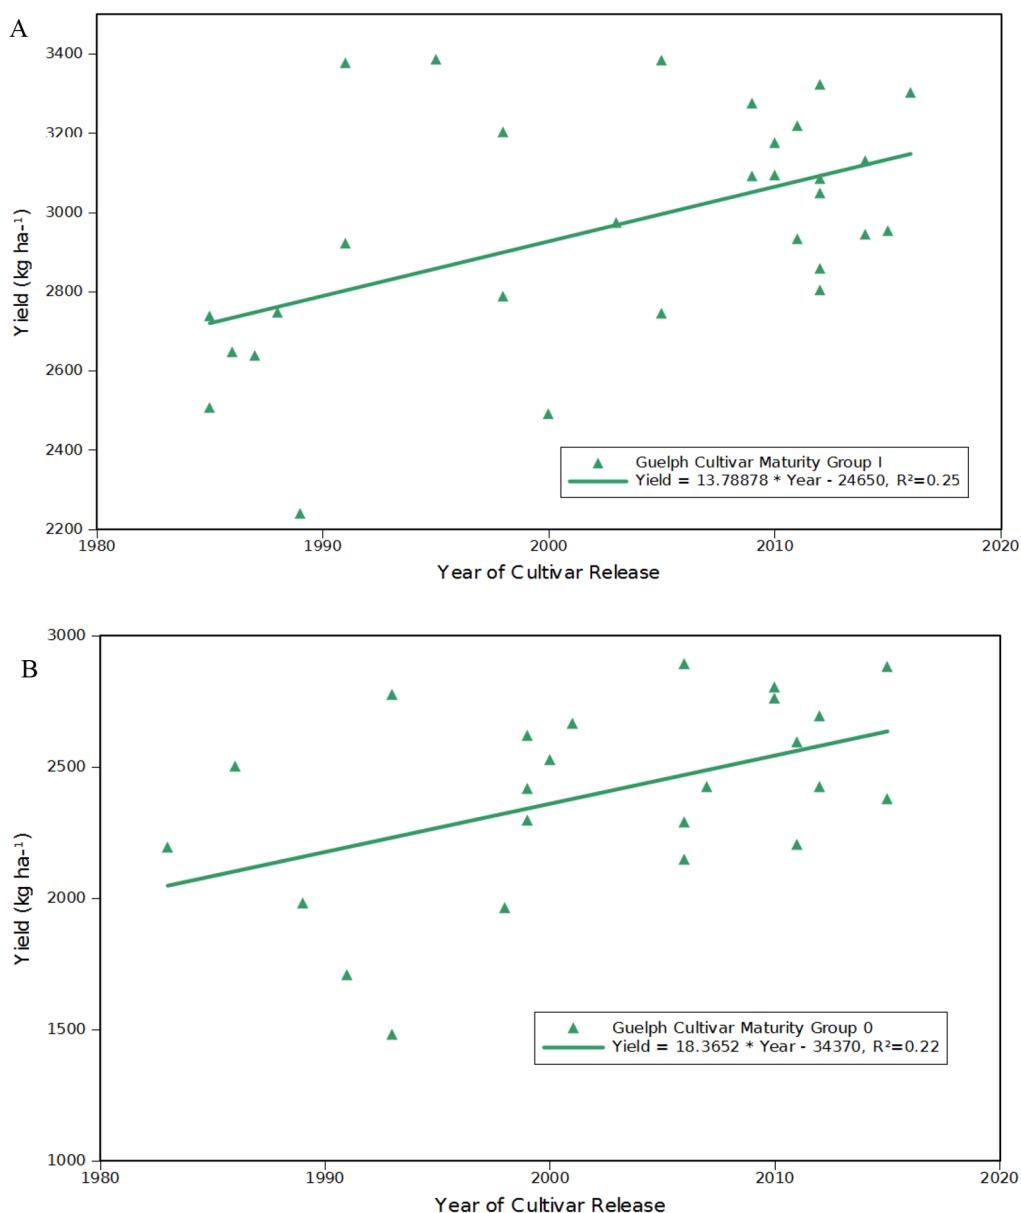 A
3400
3200
3000
2800
2600
2400
2200
Yield (kg ha-¹)
Guelph Cultivar Maturity Group I
Yield = 13.78878 * Year - 24650, R²=0.25
1980 1990 2000 2010 2020
Year of Cultivar Release
B
3000
2500
2000
1500
1000
Yield (kg ha-¹)
Guelph Cultivar Maturity Group 0
Yield = 18.3652 * Year - 34370, R²=0.22
1980 1990 2000 2010 2020
Year of Cultivar Release